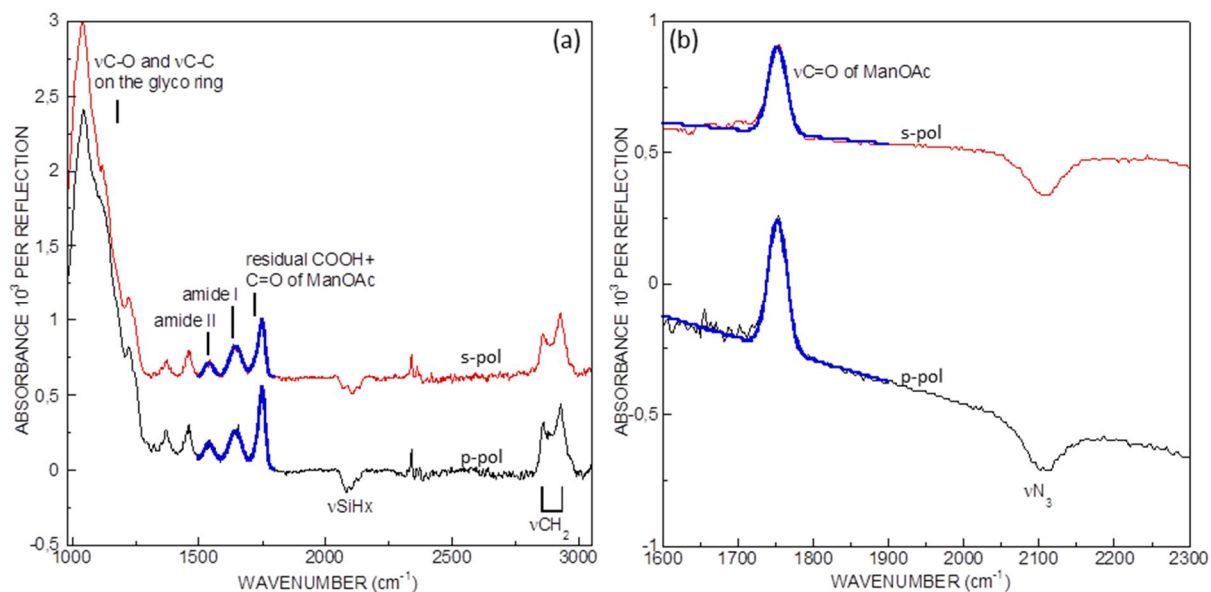 3
(a)
νC-O and νC-C
on the glyco ring
2,5
2
1,5
residual COOH+
C=O of ManOAc
amide I
amide II
1
s-pol
0,5
0
p-pol
νSiHx
νCH₂
-0,5
1000 1500 2000 2500 3000
WAVENUMBER (cm⁻¹)
ABSORBANCE 10³ PER REFLECTION
1
(b)
νC=O of ManOAc
s-pol
0,5
0
p-pol
-0,5
νN₃
-1
1600 1700 1800 1900 2000 2100 2200 2300
WAVENUMBER (cm⁻¹)
ABSORBANCE 10³ PER REFLECTION